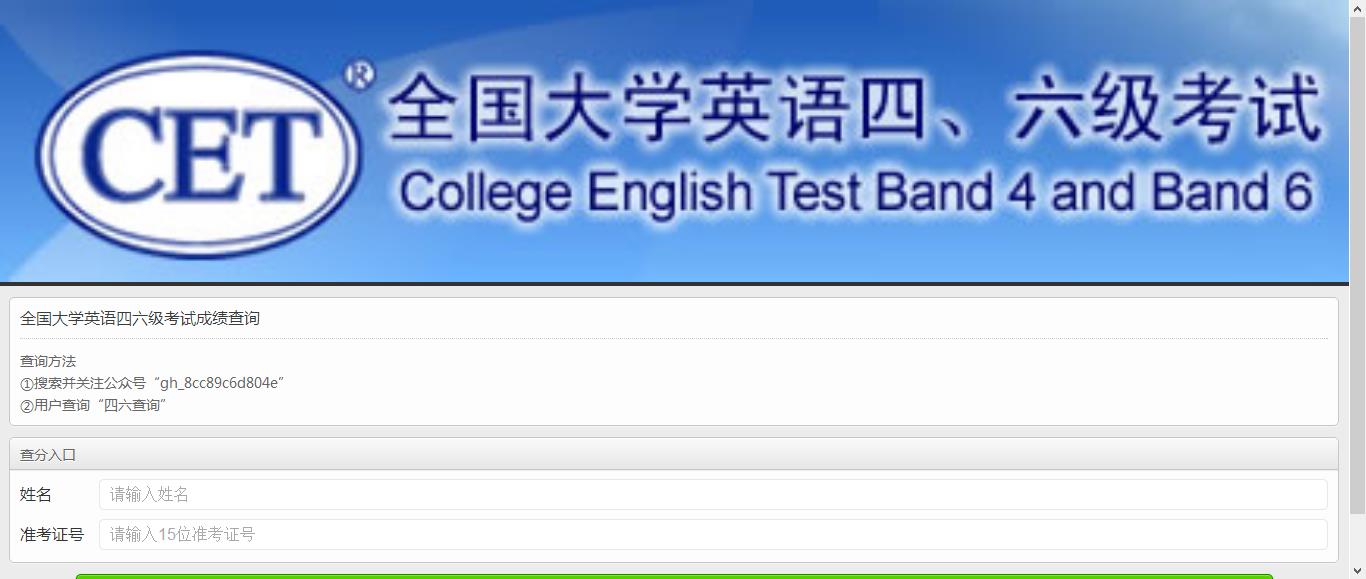 CET®
全国大学英语四、六级考试
College English Test Band 4 and Band 6
全国大学英语四六级考试成绩查询
查询方法
①搜索并关注公众号“gh_8cc89c6d804e”
②用户查询“四六查询”
查分入口
姓名 请输入姓名
准考证号 请输入15位准考证号